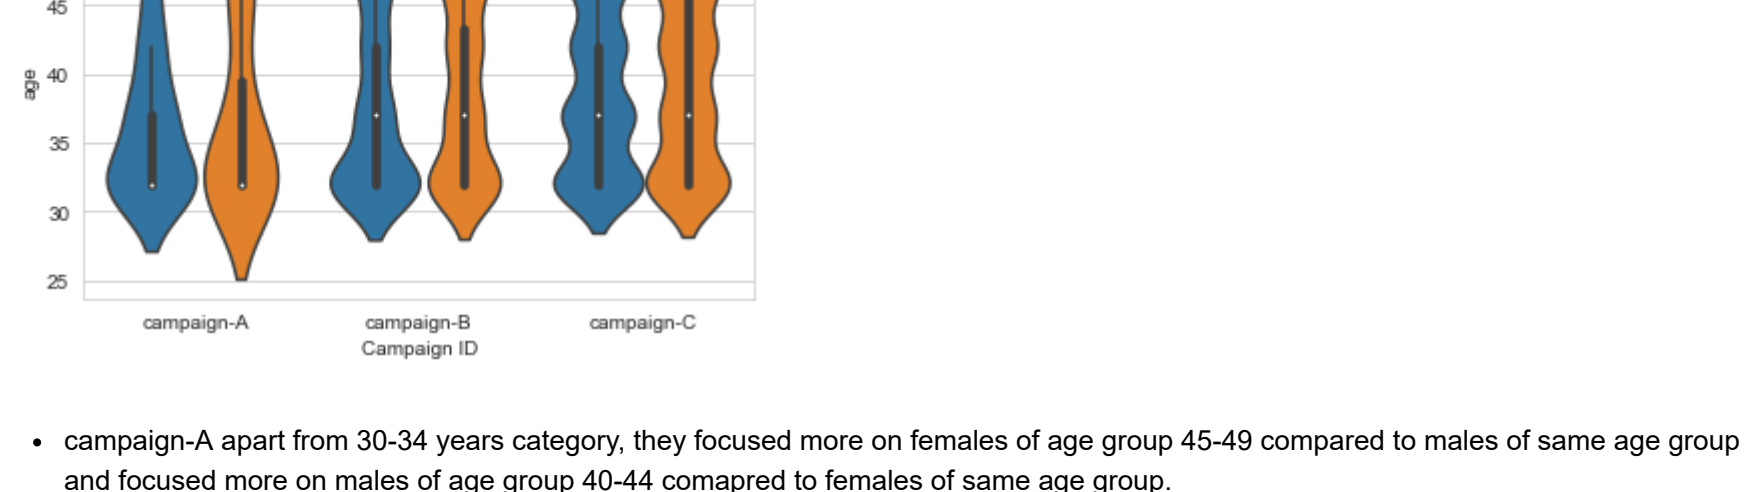 45
age
40
35
30
25
campaign-A campaign-B campaign-C
Campaign ID
• campaign-A apart from 30-34 years category, they focused more on females of age group 45-49 compared to males of same age group
and focused more on males of age group 40-44 comapred to females of same age group.